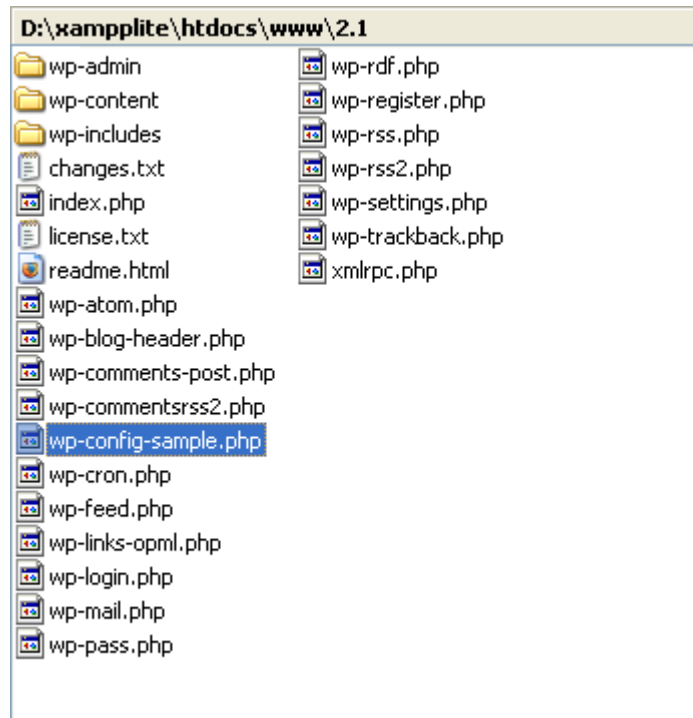 D:\xampplite\htdocs\www\2.1
wp-admin
wp-content
wp-includes
changes.txt
index.php
license.txt
readme.html
wp-atom.php
wp-blog-header.php
wp-comments-post.php
wp-commentsrss2.php
wp-config-sample.php
wp-cron.php
wp-feed.php
wp-links-opml.php
wp-login.php
wp-mail.php
wp-pass.php
wp-rdf.php
wp-register.php
wp-rss.php
wp-rss2.php
wp-settings.php
wp-trackback.php
xmlrpc.php